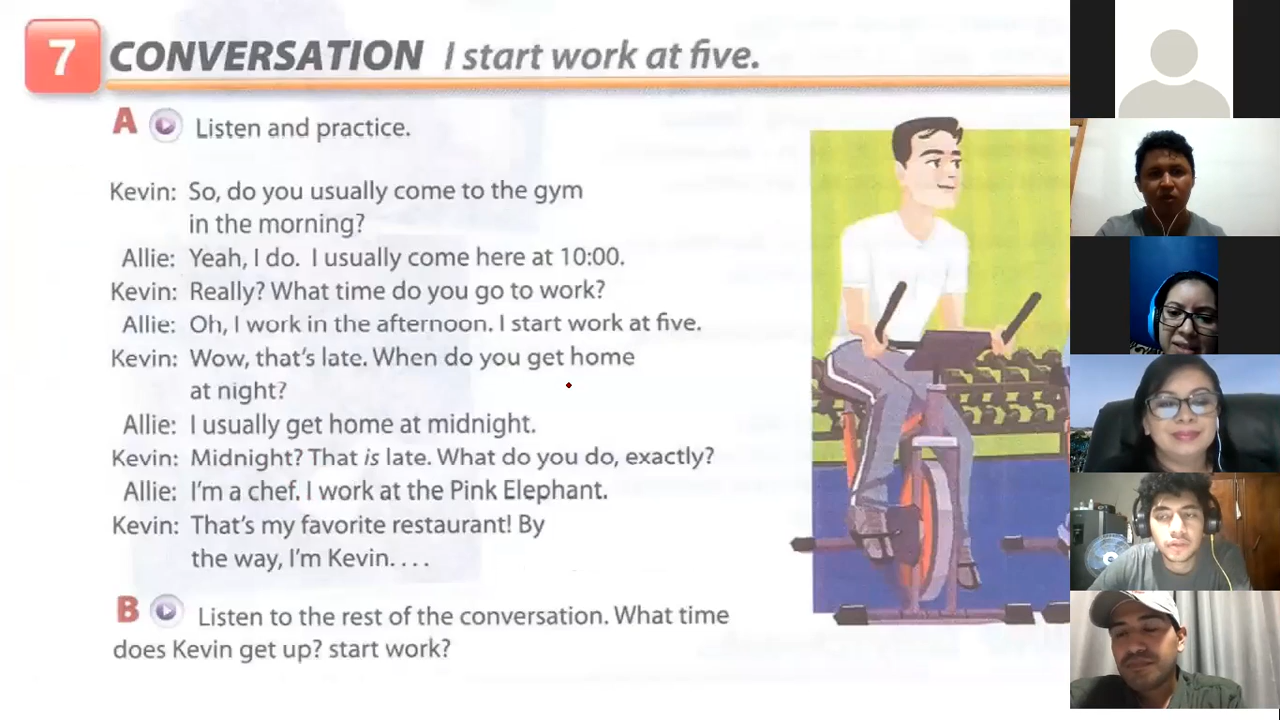 7 CONVERSATION I start work at five.
A Listen and practice.
Kevin: So, do you usually come to the gym
in the morning?
Allie: Yeah, I do. I usually come here at 10:00.
Kevin: Really? What time do you go to work?
Allie: Oh, I work in the afternoon. I start work at five.
Kevin: Wow, that's late. When do you get home
at night?
Allie: I usually get home at midnight.
Kevin: Midnight? That is late. What do you do, exactly?
Allie: I'm a chef. I work at the Pink Elephant.
Kevin: That's my favorite restaurant! By
the way, I'm Kevin. . . .
B Listen to the rest of the conversation. What time
does Kevin get up? start work?